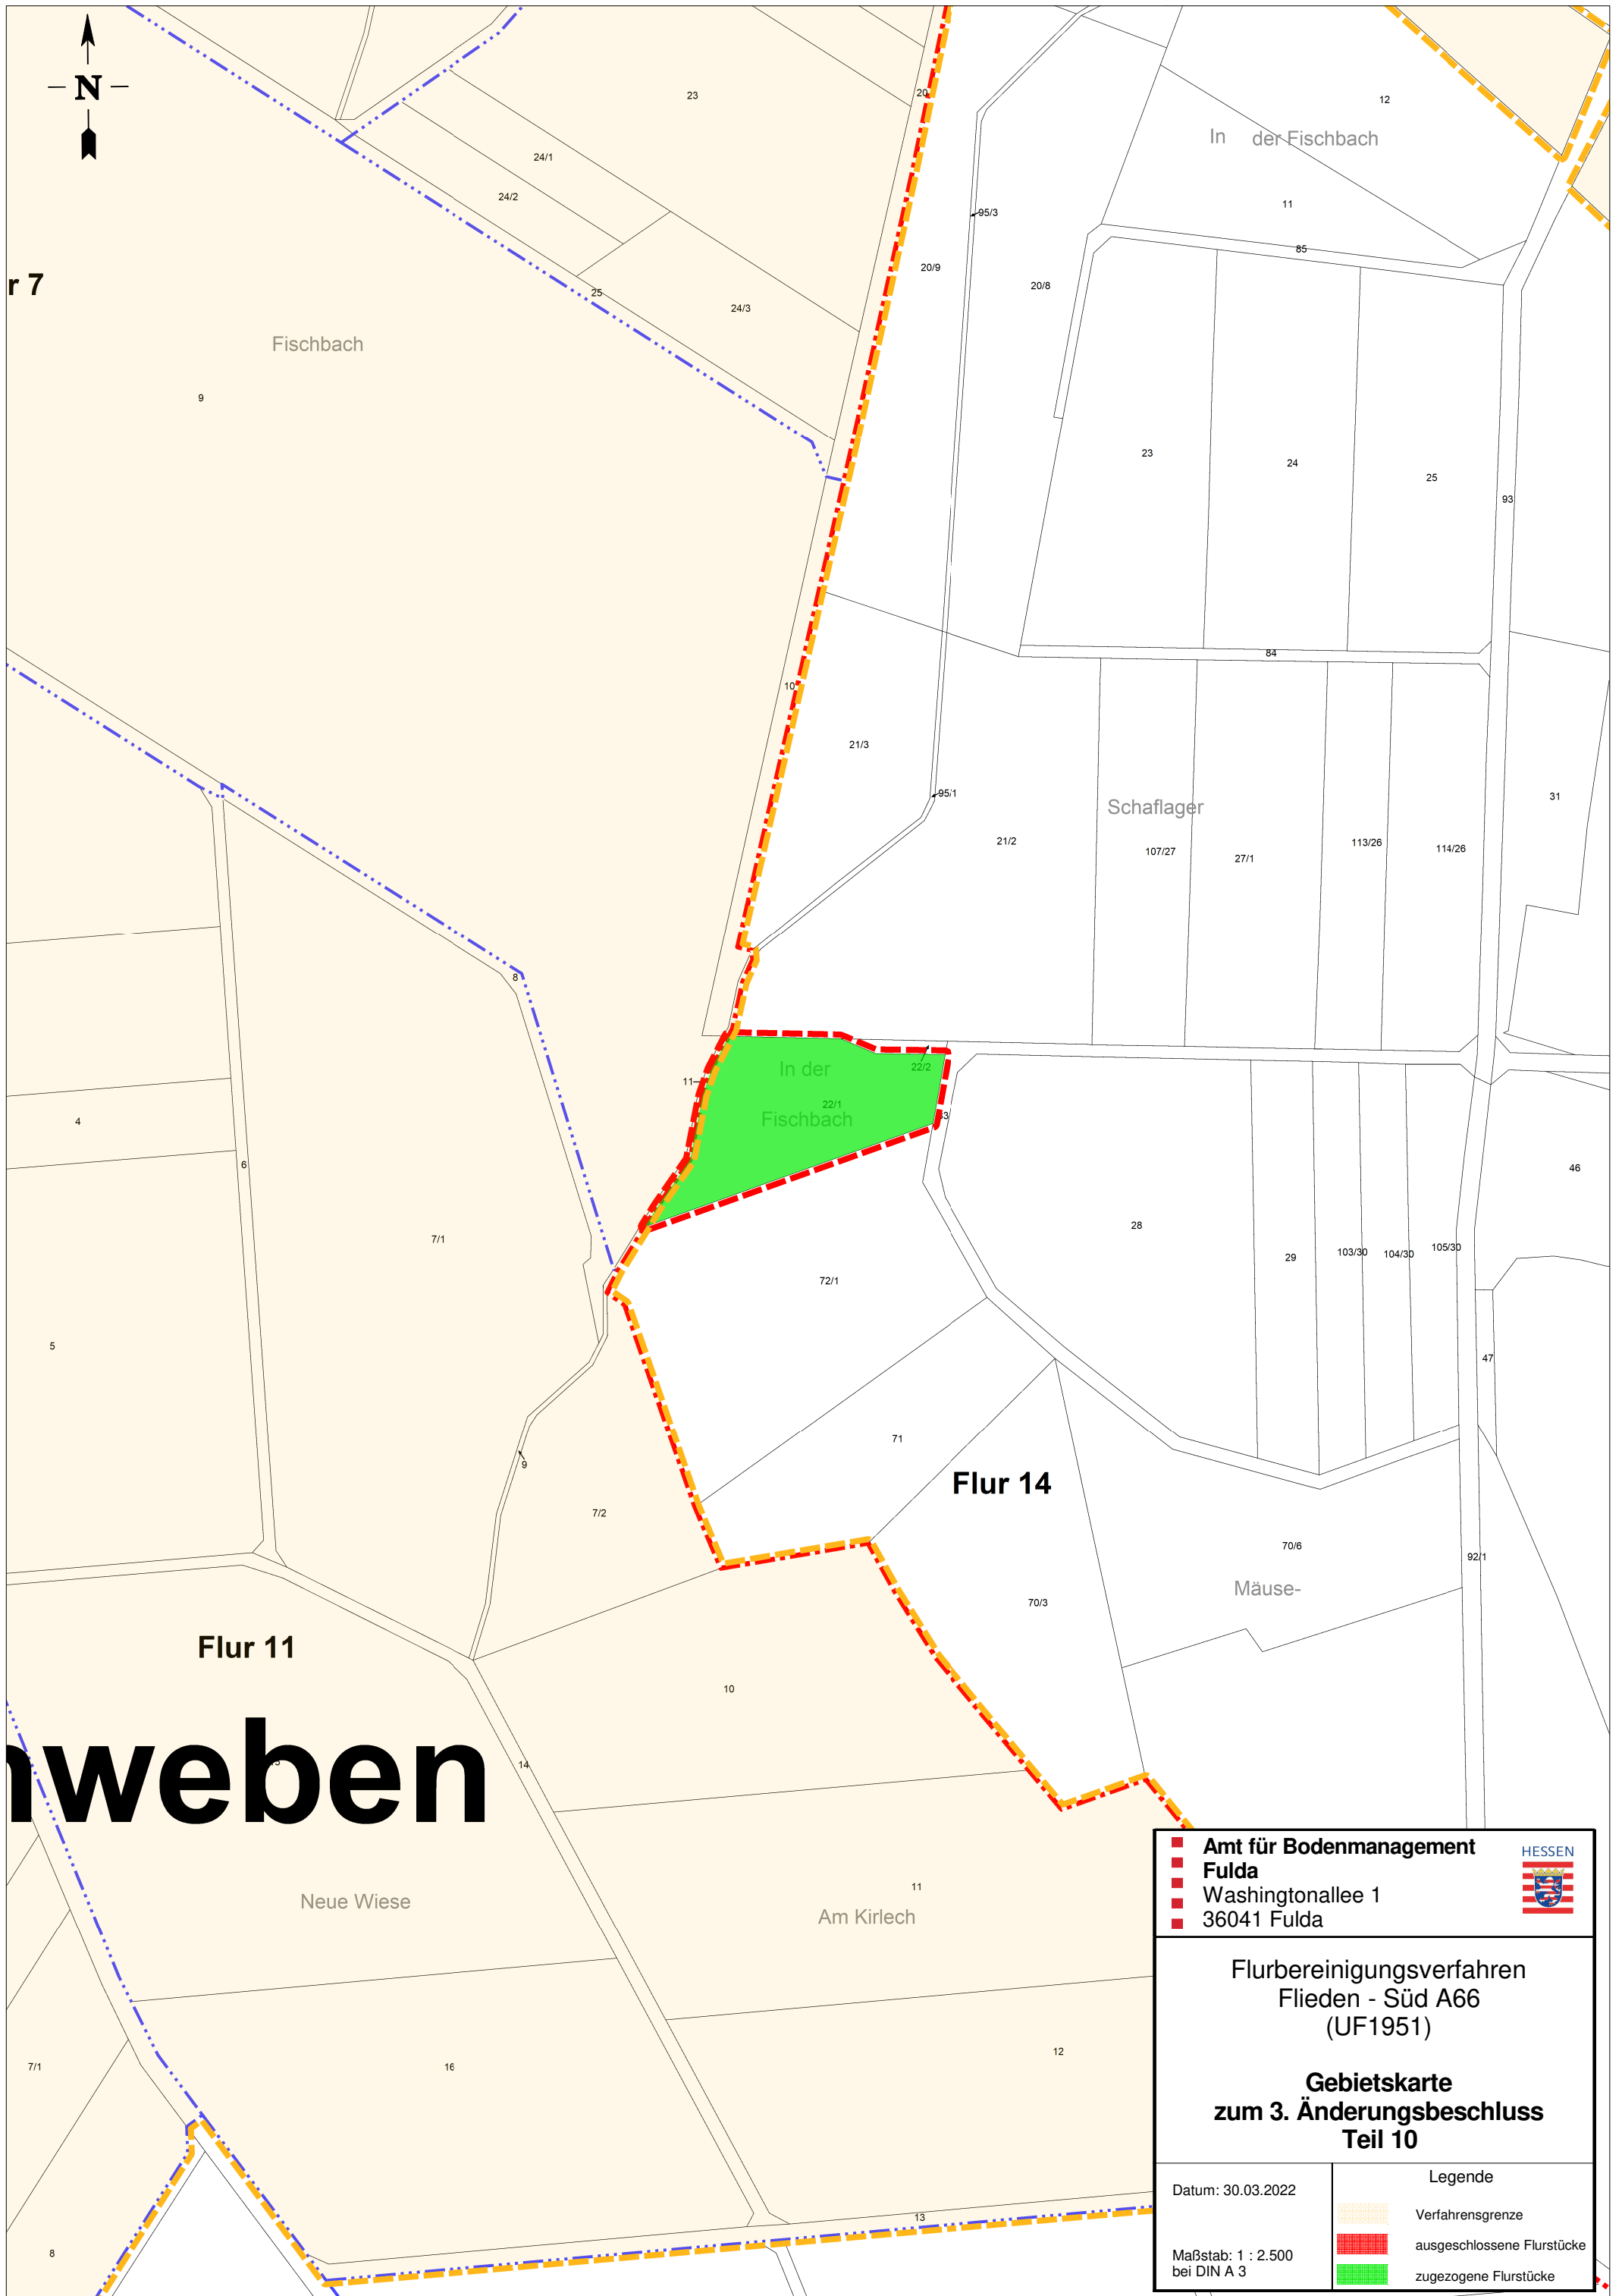 N
23
20
12
In der Fischbach
24/1
24/2
95/3
11
85
20/9
20/8
r 7
25
24/3
Fischbach
9
23
24
25
93
84
10
21/3
95/1
Schaflager
31
21/2
107/27
27/1
113/26
114/26
8
In der
22/2
11
22/1
Fischbach
4
6
46
28
7/1
72/1
29
103/30
104/30
105/30
5
47
71
9
Flur 14
7/2
70/6
92/1
Mäuse-
70/3
Flur 11
10
14
nweben
11
Neue Wiese
Am Kirlech
12
7/1
16
13
8
Amt für Bodenmanagement
Fulda
Washingtonallee 1
36041 Fulda
HESSEN
Flurbereinigungsverfahren
Flieden - Süd A66
(UF1951)
Gebietskarte
zum 3. Änderungsbeschluss
Teil 10
Datum: 30.03.2022
Maßstab: 1 : 2.500
bei DIN A 3
Legende
Verfahrensgrenze
ausgeschlossene Flurstücke
zugezogene Flurstücke